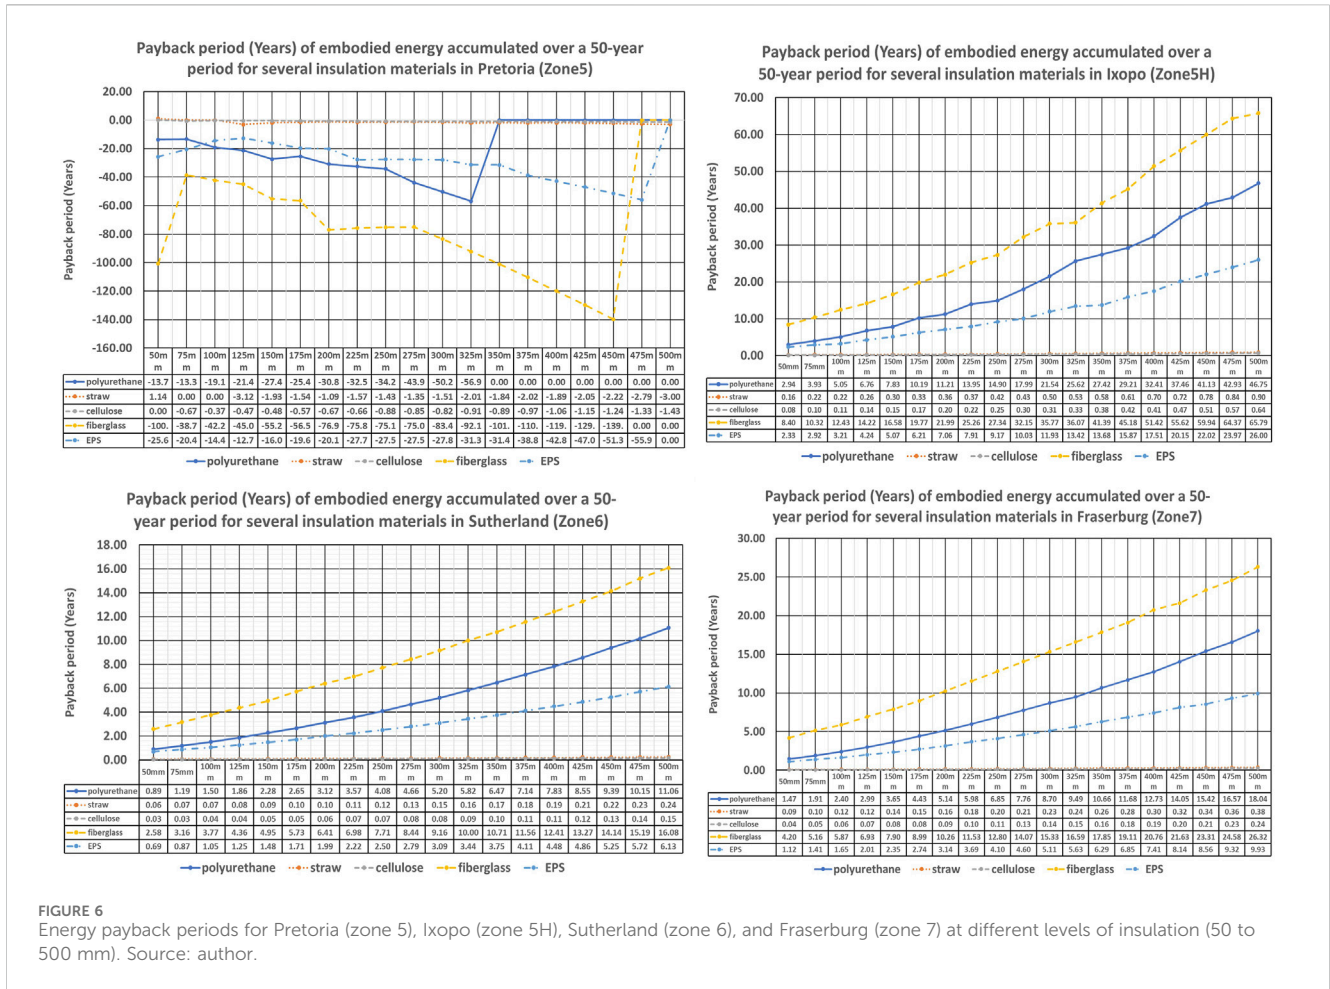 Payback period (Years) of embodied energy accumulated over a 50-year
period for several insulation materials in Pretoria (Zone5)
20.00
0.00
-20.00
-40.00
-60.00
-80.00
-100.00
-120.00
-140.00
-160.00
Payback period (Years)
50m m 75m m 100m m 125m m 150m m 175m m 200m m 225m m 250m m 275m m 300m m 325m m 350m m 375m m 400m m 425m m 450m m 475m m 500m m
polyurethane -13.7 -13.3 -19.1 -21.4 -27.4 -25.4 -30.8 -32.5 -34.2 -43.9 -50.2 -56.9 0.00 0.00 0.00 0.00 0.00 0.00 0.00
straw 1.14 0.00 0.00 -3.12 -1.93 -1.54 -1.09 -1.57 -1.43 -1.35 -1.51 -2.01 -1.84 -2.02 -1.89 -2.05 -2.22 -2.79 -3.00
cellulose 0.00 -0.67 -0.37 -0.47 -0.48 -0.57 -0.67 -0.66 -0.88 -0.85 -0.82 -0.91 -0.89 -0.97 -1.06 -1.15 -1.24 -1.33 -1.43
fiberglass -100. -38.7 -42.2 -45.0 -55.2 -56.5 -76.9 -75.8 -75.1 -75.0 -83.4 -92.1 -101. -110. -119. -129. -139. 0.00 0.00
EPS -25.6 -20.4 -14.4 -12.7 -16.0 -19.6 -20.1 -27.7 -27.5 -27.5 -27.8 -31.3 -31.4 -38.8 -42.8 -47.0 -51.3 -55.9 0.00
polyurethane straw cellulose fiberglass EPS
Payback period (Years) of embodied energy accumulated over a
50-year period for several insulation materials in Ixopo (Zone5H)
70.00
60.00
50.00
40.00
30.00
20.00
10.00
0.00
Payback period (Years)
50mm 75mm 100m m 125m m 150m m 175m m 200m m 225m m 250m m 275m m 300m m 325m m 350m m 375m m 400m m 425m m 450m m 475m m 500m m
polyurethane 2.94 3.93 5.05 6.76 7.83 10.19 11.21 13.95 14.90 17.99 21.54 25.62 27.42 29.21 32.41 37.46 41.13 42.93 46.75
straw 0.16 0.22 0.22 0.26 0.30 0.33 0.36 0.37 0.42 0.43 0.50 0.53 0.58 0.61 0.70 0.72 0.78 0.84 0.90
cellulose 0.08 0.10 0.11 0.14 0.15 0.17 0.20 0.22 0.25 0.30 0.31 0.33 0.38 0.42 0.41 0.47 0.51 0.57 0.64
fiberglass 8.40 10.32 12.43 14.22 16.58 19.77 21.99 25.26 27.34 32.15 35.77 36.07 41.39 45.18 51.42 55.62 59.94 64.37 65.79
EPS 2.33 2.92 3.21 4.24 5.07 6.21 7.06 7.91 9.17 10.03 11.93 13.42 13.68 15.87 17.51 20.15 22.02 23.97 26.00
polyurethane straw cellulose fiberglass EPS
Payback period (Years) of embodied energy accumulated over a 50-
year period for several insulation materials in Sutherland (Zone6)
18.00
16.00
14.00
12.00
10.00
8.00
6.00
4.00
2.00
0.00
Payback period (Years)
50mm 75mm 100m m 125m m 150m m 175m m 200m m 225m m 250m m 275m m 300m m 325m m 350m m 375m m 400m m 425m m 450m m 475m m 500m m
polyurethane 0.89 1.19 1.50 1.86 2.28 2.65 3.12 3.57 4.08 4.66 5.20 5.82 6.47 7.14 7.83 8.55 9.39 10.15 11.06
straw 0.06 0.07 0.07 0.08 0.09 0.10 0.10 0.11 0.12 0.13 0.15 0.16 0.17 0.18 0.19 0.21 0.22 0.23 0.24
cellulose 0.03 0.03 0.04 0.04 0.05 0.05 0.06 0.07 0.07 0.08 0.08 0.09 0.10 0.11 0.11 0.12 0.13 0.14 0.15
fiberglass 2.58 3.16 3.77 4.36 4.95 5.73 6.41 6.98 7.71 8.44 9.16 10.00 10.71 11.56 12.41 13.27 14.14 15.19 16.08
EPS 0.69 0.87 1.05 1.25 1.48 1.71 1.99 2.22 2.50 2.79 3.09 3.44 3.75 4.11 4.48 4.86 5.25 5.72 6.13
polyurethane straw cellulose fiberglass EPS
Payback period (Years) of embodied energy accumulated over a 50-
year period for several insulation materials in Fraserburg (Zone7)
30.00
25.00
20.00
15.00
10.00
5.00
0.00
Payback period (Years)
50mm 75mm 100m m 125m m 150m m 175m m 200m m 225m m 250m m 275m m 300m m 325m m 350m m 375m m 400m m 425m m 450m m 475m m 500m m
polyurethane 1.47 1.91 2.40 2.99 3.65 4.43 5.14 5.98 6.85 7.76 8.70 9.49 10.66 11.68 12.73 14.05 15.42 16.57 18.04
straw 0.09 0.10 0.12 0.12 0.14 0.15 0.16 0.18 0.20 0.21 0.23 0.24 0.26 0.28 0.30 0.32 0.34 0.36 0.38
cellulose 0.04 0.05 0.06 0.07 0.08 0.08 0.09 0.10 0.11 0.13 0.14 0.15 0.16 0.18 0.19 0.20 0.21 0.23 0.24
fiberglass 4.20 5.16 5.87 6.93 7.90 8.99 10.26 11.53 12.80 14.07 15.33 16.59 17.85 19.11 20.76 21.63 23.31 24.58 26.32
EPS 1.12 1.41 1.65 2.01 2.35 2.74 3.14 3.69 4.10 4.60 5.11 5.63 6.29 6.85 7.41 8.14 8.56 9.32 9.93
polyurethane straw cellulose fiberglass EPS
FIGURE 6
Energy payback periods for Pretoria (zone 5), Ixopo (zone 5H), Sutherland (zone 6), and Fraserburg (zone 7) at different levels of insulation (50 to
500 mm). Source: author.